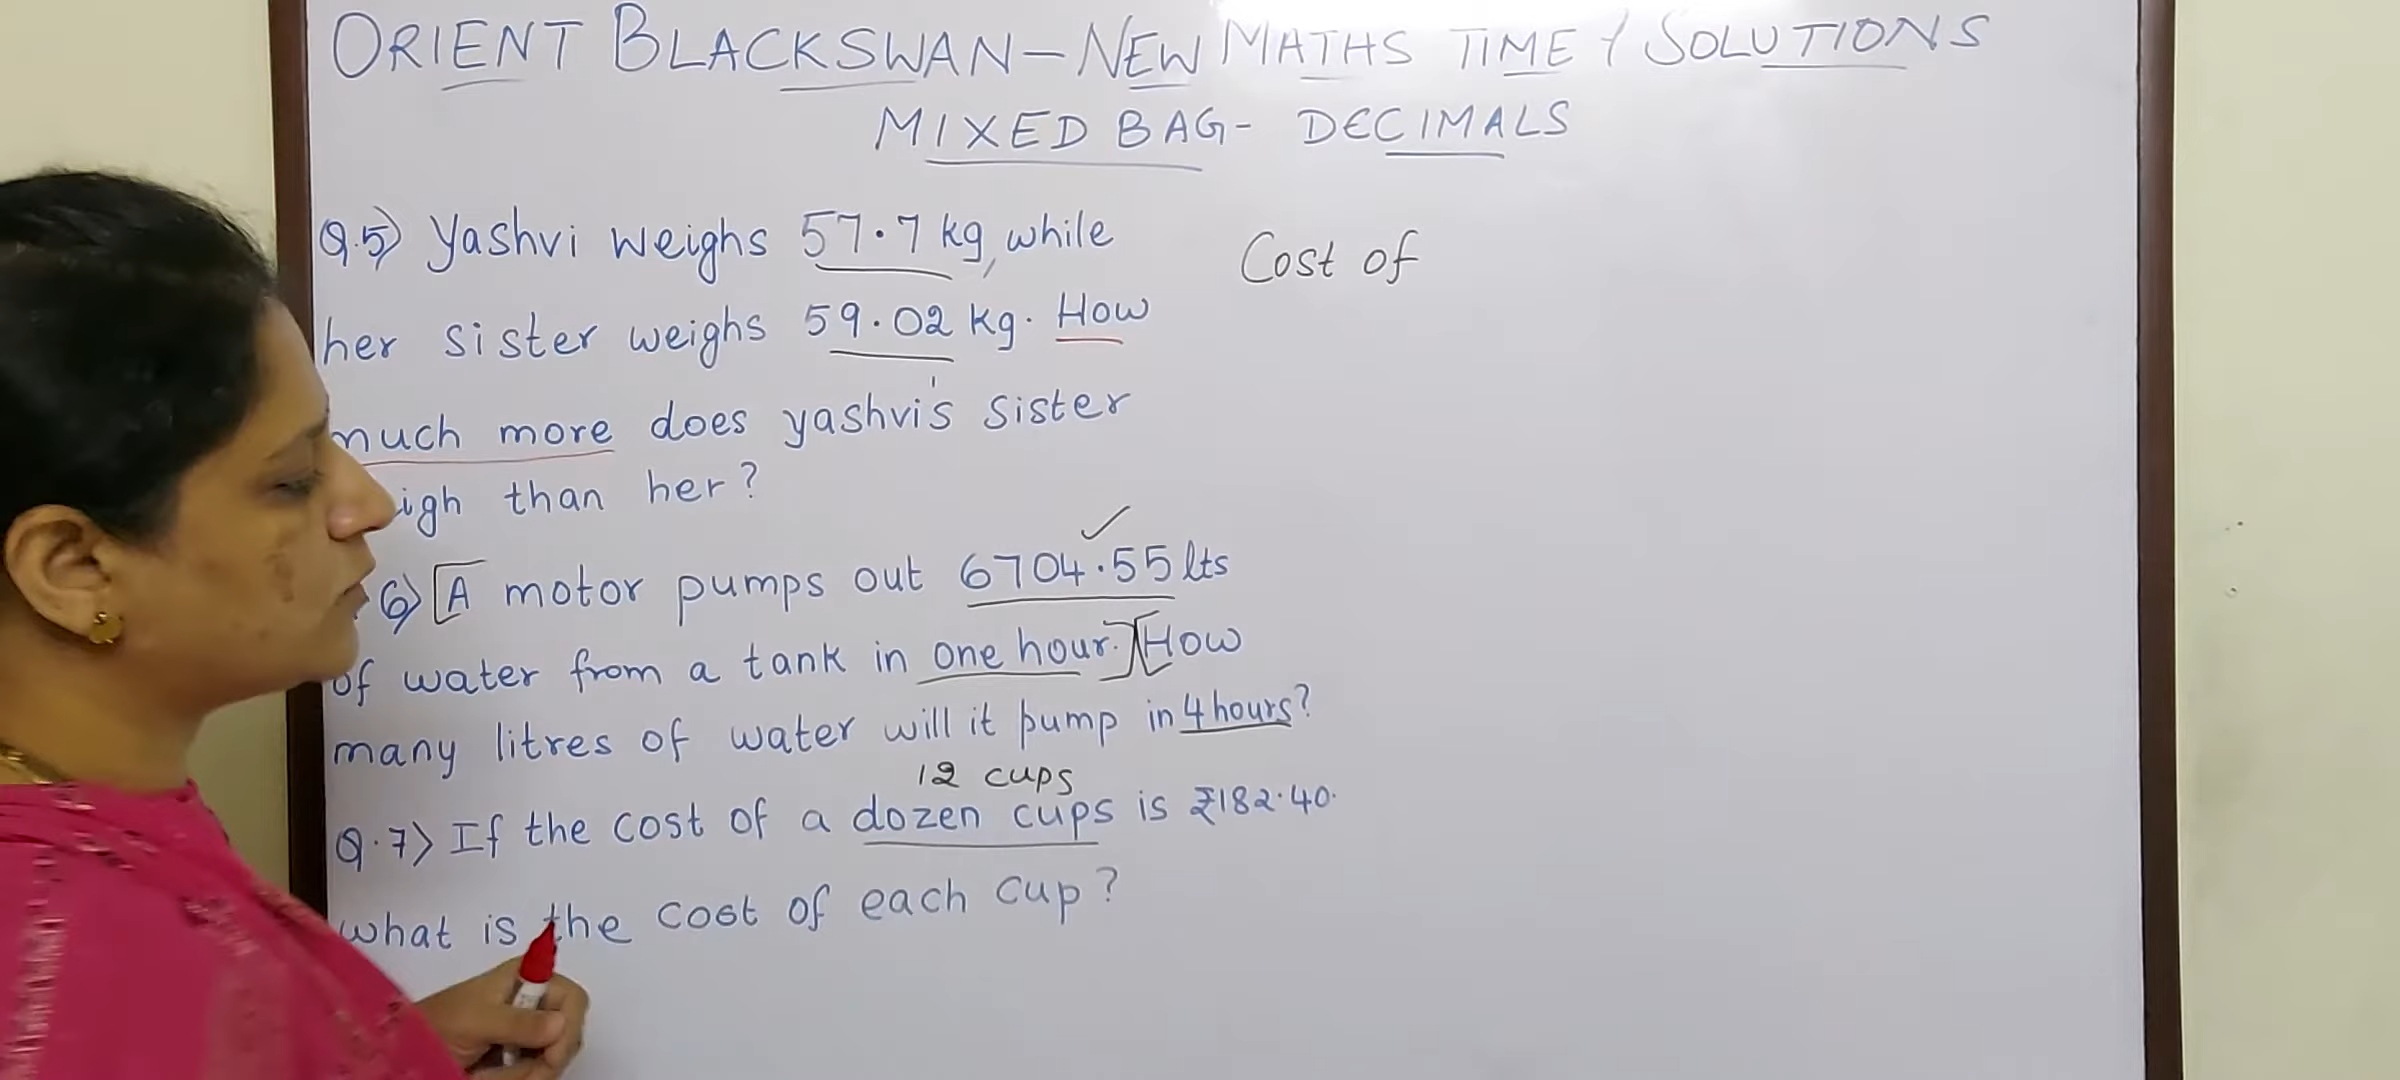 ORIENT BLACKSWAN - NEW MATHS TIME / SOLUTIONS
MIXED BAG - DECIMALS
Q.5) Yashvi weighs 57.7 kg, while
her sister weighs 59.02 kg. How
much more does yashvi's sister
igh than her?
6) [A motor pumps out 6704.55 lts
of water from a tank in one hour.] [How
many litres of water will it pump in 4 hours?
12 cups
Q.7) If the cost of a dozen cups is ₹182.40.
what is the cost of each cup?
Cost of